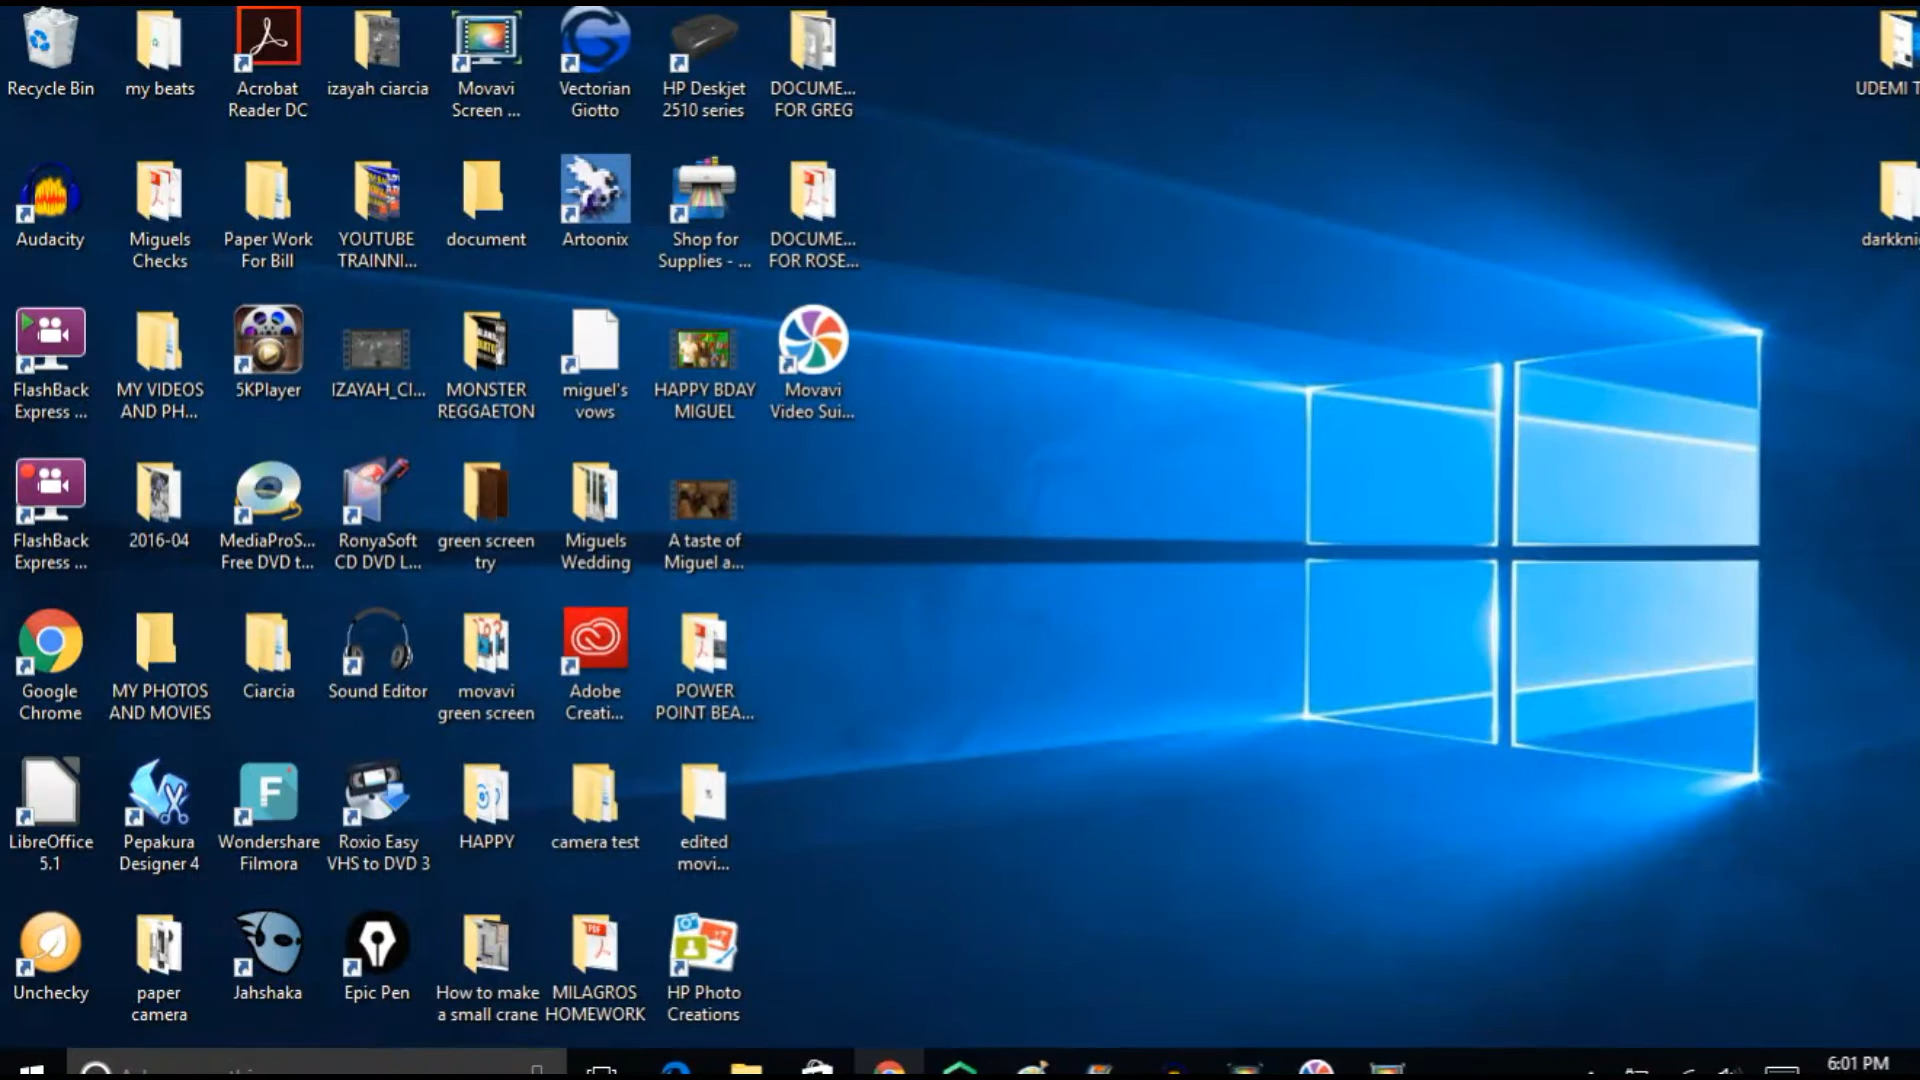 Recycle Bin
my beats
Acrobat
Reader DC
izayah ciarcia
Movavi
Screen ...
Vectorian
Giotto
HP Deskjet
2510 series
DOCUME...
FOR GREG
UDEMI T
Audacity
Miguels
Checks
Paper Work
For Bill
YOUTUBE
TRAINNI...
document
Artoonix
Shop for
Supplies - ...
DOCUME...
FOR ROSE...
darkkni
FlashBack
Express ...
MY VIDEOS
AND PH...
5KPlayer
IZAYAH_CI...
MONSTER
REGGAETON
miguel's
vows
HAPPY BDAY
MIGUEL
Movavi
Video Sui...
FlashBack
Express ...
2016-04
MediaProS...
Free DVD t...
RonyaSoft
CD DVD L...
green screen
try
Miguels
Wedding
A taste of
Miguel a...
Google
Chrome
MY PHOTOS
AND MOVIES
Ciarcia
Sound Editor
movavi
green screen
Adobe
Creati...
POWER
POINT BEA...
LibreOffice
5.1
Pepakura
Designer 4
F
Wondershare
Filmora
Roxio Easy
VHS to DVD 3
HAPPY
camera test
edited
movi...
Unchecky
paper
camera
Jahshaka
Epic Pen
How to make
a small crane
PDF
MILAGROS
HOMEWORK
HP Photo
Creations
6:01 PM